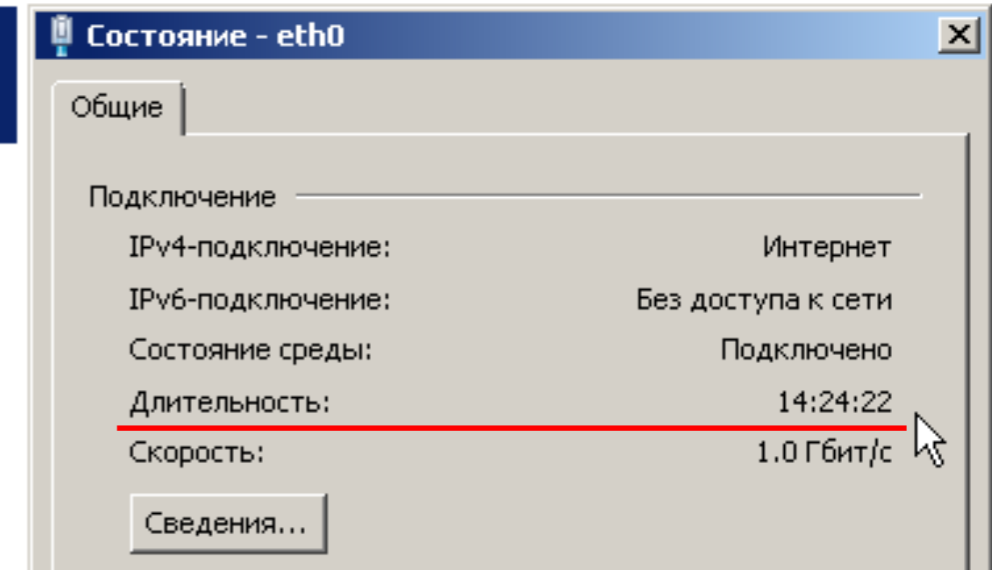 Состояние - eth0
Общие
Подключение
IPv4-подключение: Интернет
IPv6-подключение: Без доступа к сети
Состояние среды: Подключено
Длительность: 14:24:22
Скорость: 1.0 Гбит/с
Сведения...